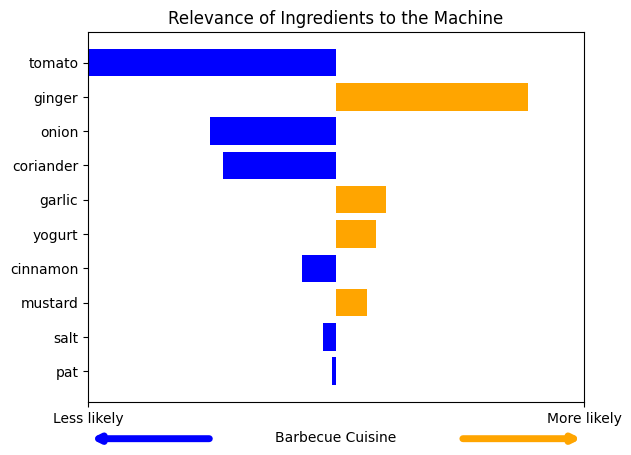 Relevance of Ingredients to the Machine
tomato
ginger
onion
coriander
garlic
yogurt
cinnamon
mustard
salt
pat
Less likely More likely
Barbecue Cuisine